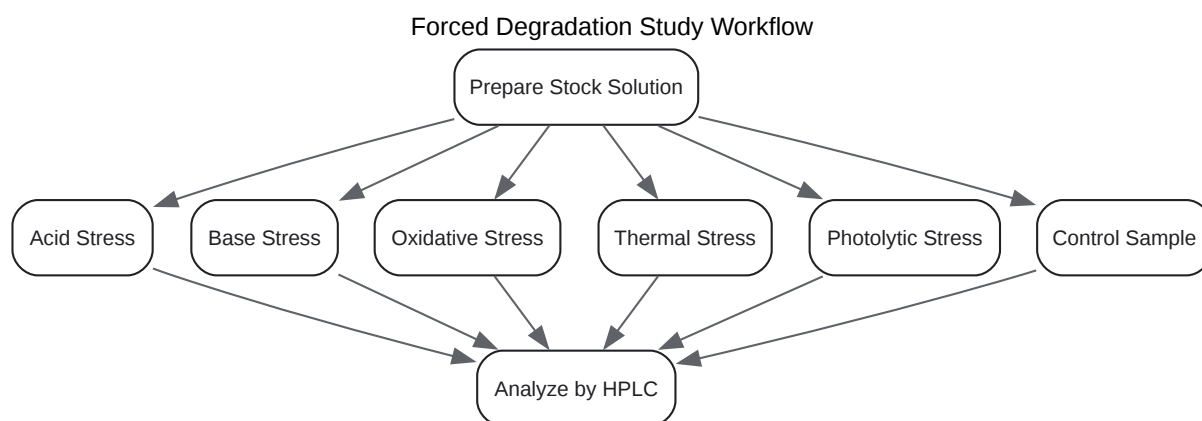 Forced Degradation Study Workflow
Prepare Stock Solution
Acid Stress
Base Stress
Oxidative Stress
Thermal Stress
Photolytic Stress
Control Sample
Analyze by HPLC